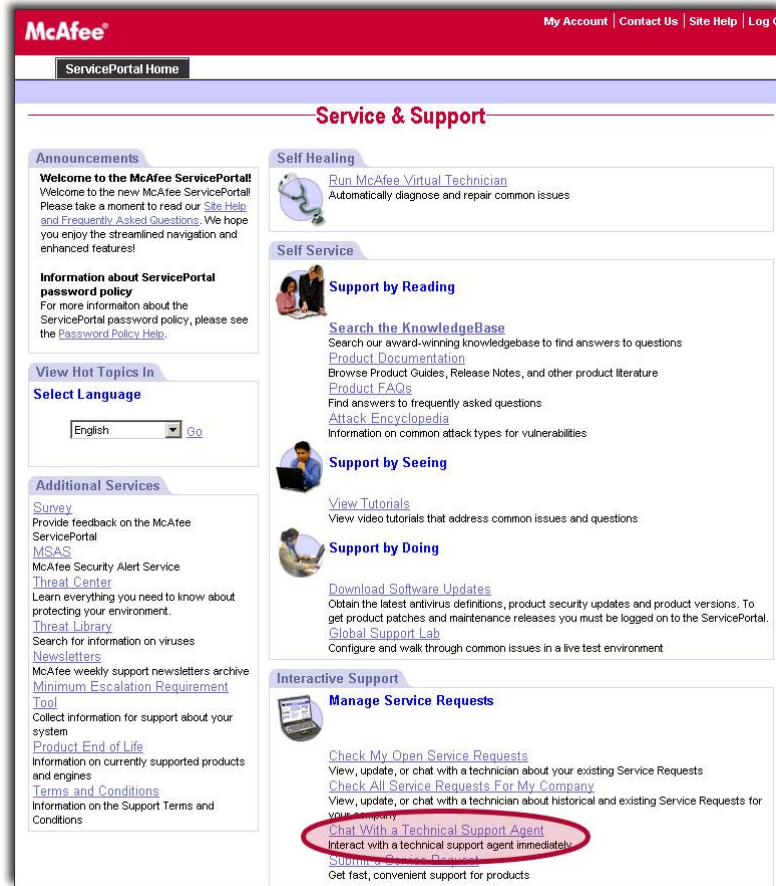 McAfee®
My Account | Contact Us | Site Help | Log
ServicePortal Home
Service & Support
Announcements
Welcome to the McAfee ServicePortal!
Welcome to the new McAfee ServicePortal!
Please take a moment to read our Site Help
and Frequently Asked Questions. We hope
you enjoy the streamlined navigation and
enhanced features!
Information about ServicePortal
password policy
For more informaiton about the
ServicePortal password policy, please see
the Password Policy Help.
View Hot Topics In
Select Language
English
Go
Additional Services
Survey
Provide feedback on the McAfee
ServicePortal
MSAS
McAfee Security Alert Service
Threat Center
Learn everything you need to know about
protecting your environment.
Threat Library
Search for information on viruses
Newsletters
McAfee weekly support newsletters archive
Minimum Escalation Requirement
Tool
Collect information for support about your
system
Product End of Life
Information on currently supported products
and engines
Terms and Conditions
Information on the Support Terms and
Conditions
Self Healing
Run McAfee Virtual Technician
Automatically diagnose and repair common issues
Self Service
Support by Reading
Search the KnowledgeBase
Search our award-winning knowledgebase to find answers to questions
Product Documentation
Browse Product Guides, Release Notes, and other product literature
Product FAQs
Find answers to frequently asked questions
Attack Encyclopedia
Information on common attack types for vulnerabilities
Support by Seeing
View Tutorials
View video tutorials that address common issues and questions
Support by Doing
Download Software Updates
Obtain the latest antivirus definitions, product security updates and product versions. To
get product patches and maintenance releases you must be logged on to the ServicePortal.
Global Support Lab
Configure and walk through common issues in a live test environment
Interactive Support
Manage Service Requests
Check My Open Service Requests
View, update, or chat with a technician about your existing Service Requests
Check All Service Requests For My Company
View, update, or chat with a technician about historical and existing Service Requests for
your company
Chat With a Technical Support Agent
Interact with a technical support agent immediately
Submit a Service Request
Get fast, convenient support for products